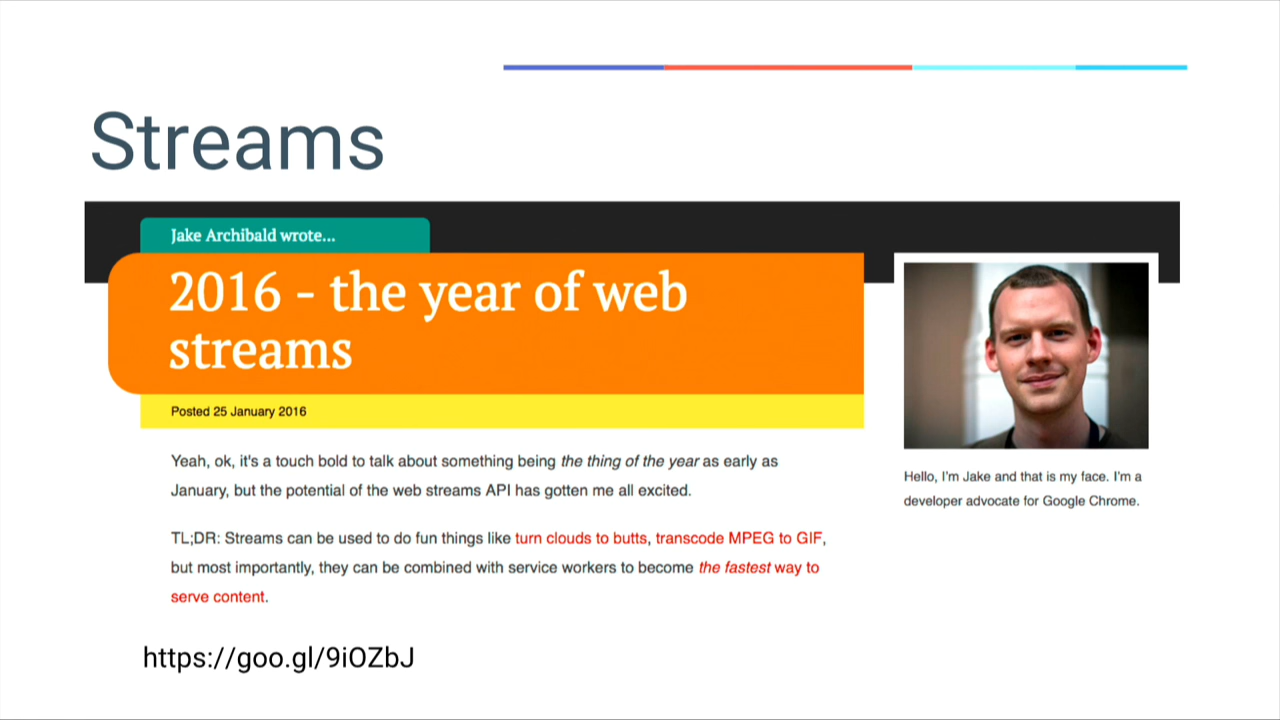 Streams
Jake Archibald wrote...
2016 - the year of web
streams
Posted 25 January 2016
Yeah, ok, it's a touch bold to talk about something being the thing of the year as early as
January, but the potential of the web streams API has gotten me all excited.
TL;DR: Streams can be used to do fun things like turn clouds to butts, transcode MPEG to GIF,
but most importantly, they can be combined with service workers to become the fastest way to
serve content.
Hello, I'm Jake and that is my face. I'm a
developer advocate for Google Chrome.
https://goo.gl/9iOZbJ